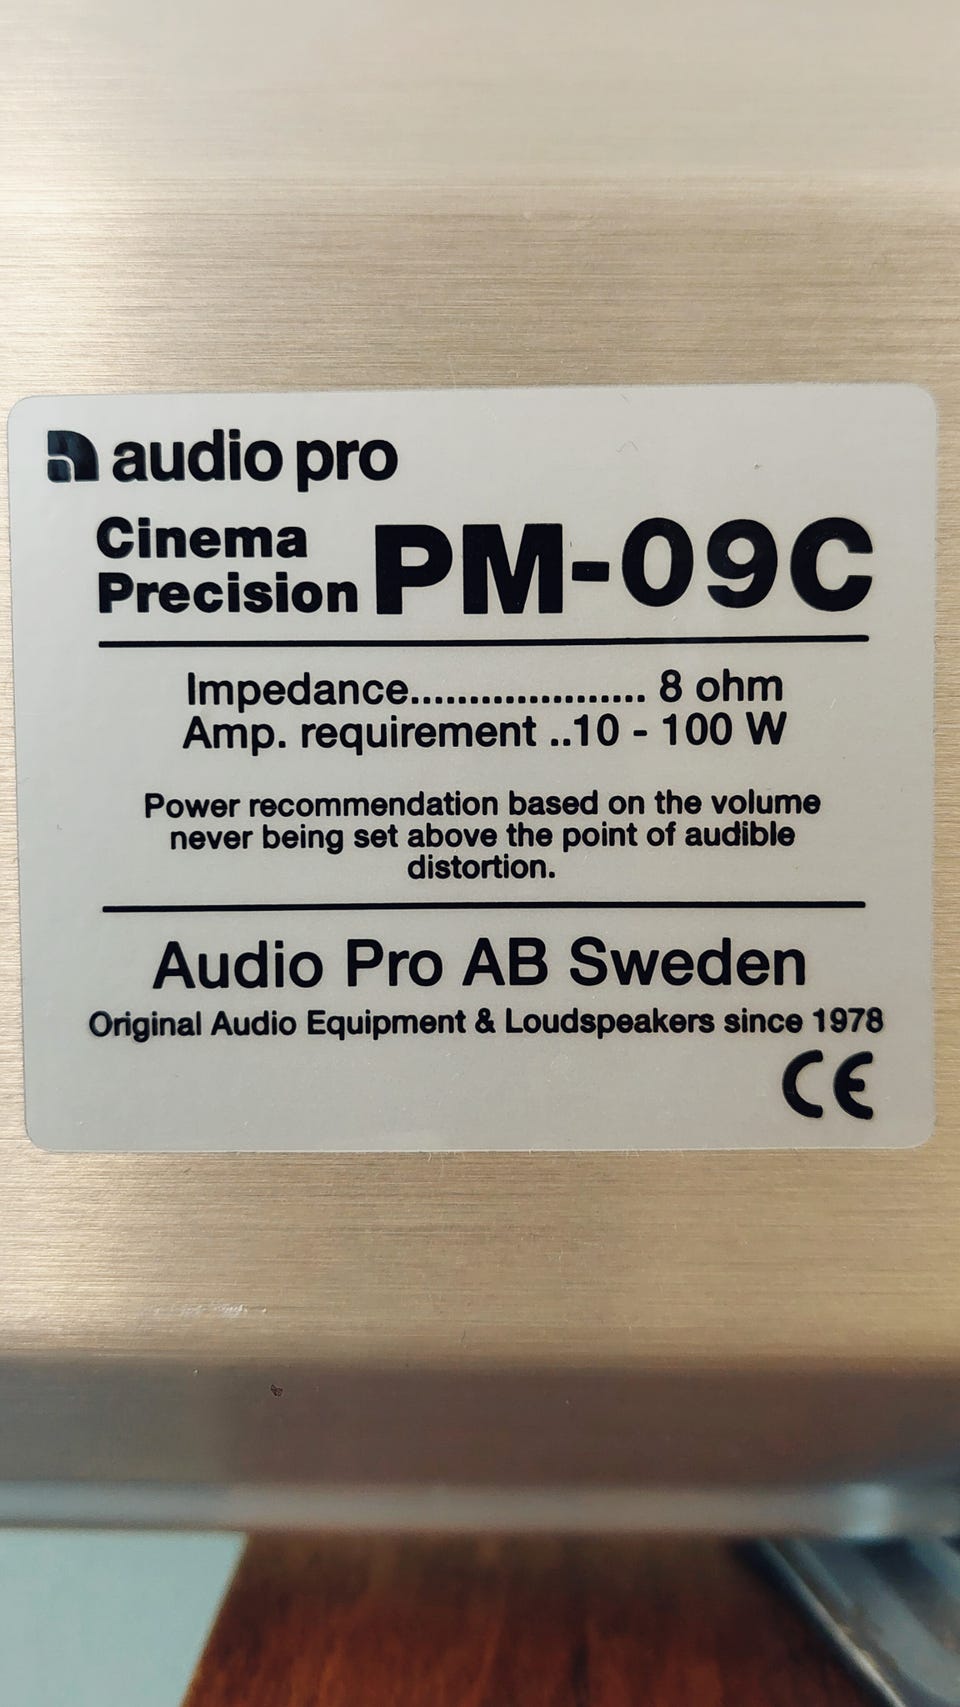 audio pro
Cinema
Precision PM-09C
Impedance.................... 8 ohm
Amp. requirement ..10 - 100 W
Power recommendation based on the volume
never being set above the point of audible
distortion.
Audio Pro AB Sweden
Original Audio Equipment & Loudspeakers since 1978
CE